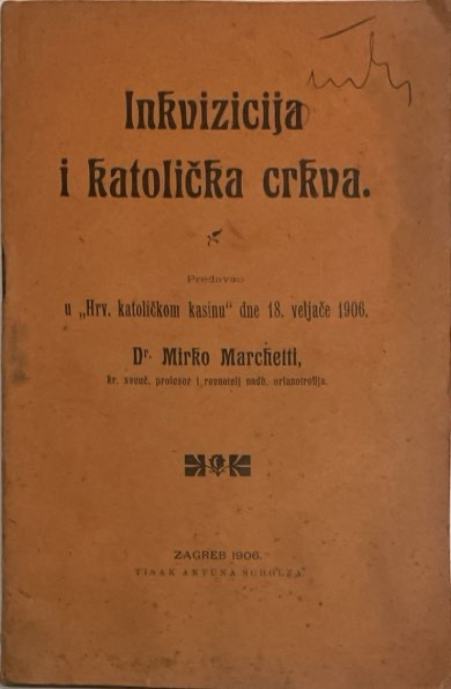 Inkvizicija
i katolička crkva.
Predavao
u „Hrv. katoličkom kasinu“ dne 18. veljače 1906.
Dr. Mirko Marchetti,
kr. sveuč. profesor i ravnatelj nadb. orfanotrofija.
ZAGREB 1906.
TISAK ANTUNA SCHOLZA.